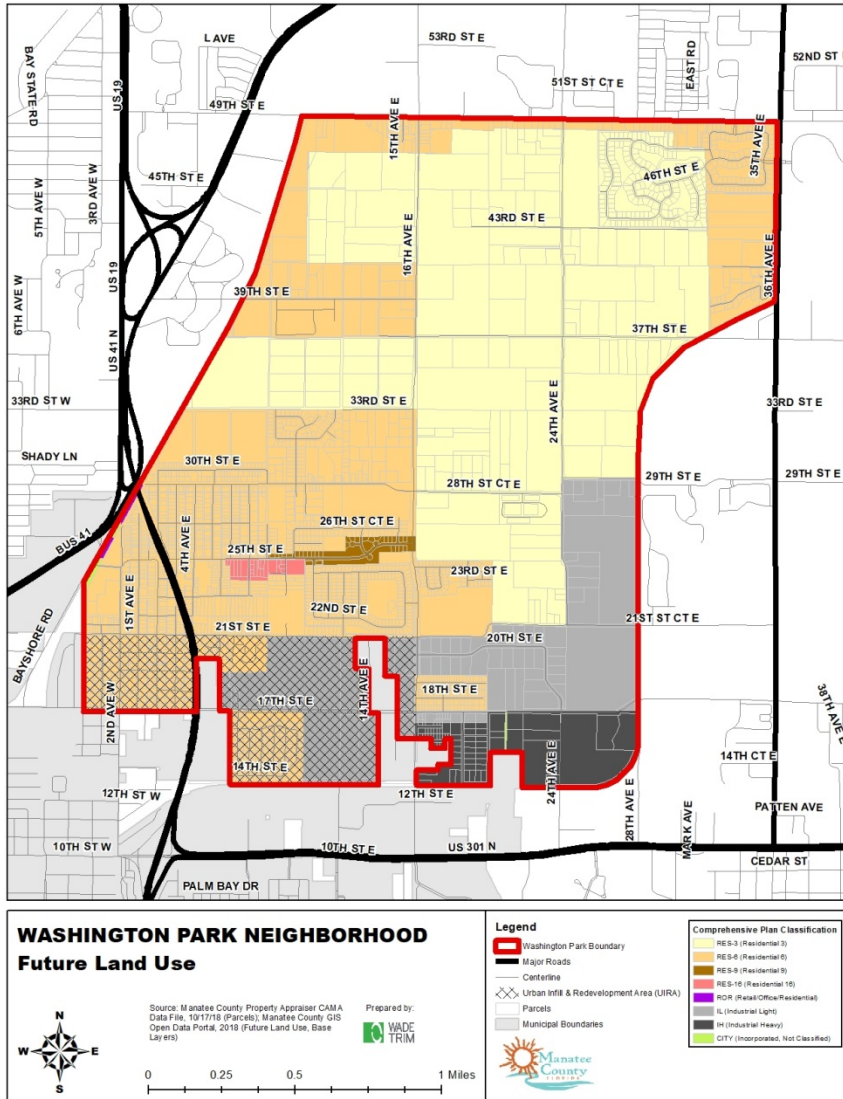 L AVE
53RD ST E
BAY STATE RD
US 19
EAST RD
52ND ST E
51ST ST CT E
49TH ST E
15TH AVE E
35TH AVE E
45TH ST E
46TH ST E
5TH AVE W
3RD AVE W
43RD ST E
16TH AVE E
US 19
6TH AVE W
39TH ST E
36TH AVE E
US 41 N
37TH ST E
33RD ST W
33RD ST E
24TH AVE E
33RD ST E
SHADY LN
30TH ST E
28TH ST CT E
29TH ST E
29TH ST E
BUS 41
4TH AVE E
26TH ST CT E
25TH ST E
23RD ST E
1ST AVE E
22ND ST E
21ST ST E
21ST ST CT E
BAYSHORE RD
20TH ST E
14TH AVE E
18TH ST E
17TH ST E
2ND AVE W
38TH AVE E
14TH ST E
24TH AVE E
14TH CT E
12TH ST W
12TH ST E
28TH AVE E
PATTEN AVE
MARK AVE
10TH ST W
10TH ST E
US 301 N
CEDAR ST
PALM BAY DR
WASHINGTON PARK NEIGHBORHOOD
Future Land Use
Source: Manatee County Property Appraiser CAMA
Data File, 10/17/18 (Parcels); Manatee County GIS
Open Data Portal, 2018 (Future Land Use, Base
Layers)
Prepared by:
WADE
TRIM
N
W
E
S
0 0.25 0.5 1 Miles
Legend
Washington Park Boundary
Major Roads
Centerline
Urban Infill & Redevelopment Area (UIRA)
Parcels
Municipal Boundaries
Manatee
County
FLORIDA
Comprehensive Plan Classification
RES-3 (Residential 3)
RES-6 (Residential 6)
RES-9 (Residential 9)
RES-16 (Residential 16)
ROR (Retail/Office/Residential)
IL (Industrial Light)
IH (Industrial Heavy)
CITY (Incorporated, Not Classified)